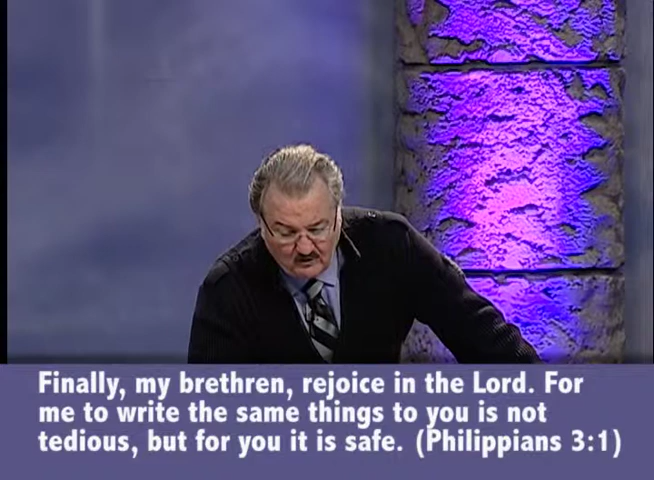 Finally, my brethren, rejoice in the Lord. For
me to write the same things to you is not
tedious, but for you it is safe. (Philippians 3:1)